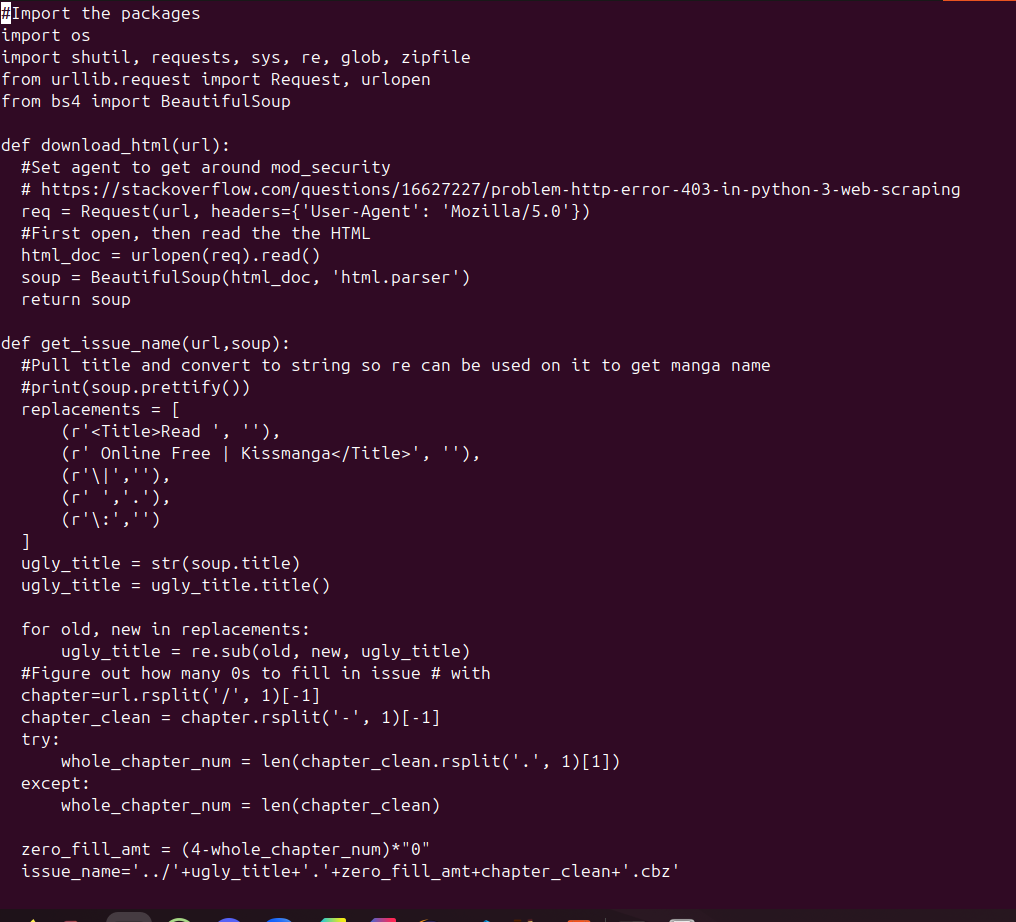 #Import the packages
import os
import shutil, requests, sys, re, glob, zipfile
from urllib.request import Request, urlopen
from bs4 import BeautifulSoup

def download_html(url):
  #Set agent to get around mod_security
  # https://stackoverflow.com/questions/16627227/problem-http-error-403-in-python-3-web-scraping
  req = Request(url, headers={'User-Agent': 'Mozilla/5.0'})
  #First open, then read the the HTML
  html_doc = urlopen(req).read()
  soup = BeautifulSoup(html_doc, 'html.parser')
  return soup

def get_issue_name(url,soup):
  #Pull title and convert to string so re can be used on it to get manga name
  #print(soup.prettify())
  replacements = [
      (r'<Title>Read ', ''),
      (r' Online Free | Kissmanga</Title>', ''),
      (r'\|',''),
      (r' ','.'),
      (r'\:','')
  ]
  ugly_title = str(soup.title)
  ugly_title = ugly_title.title()

  for old, new in replacements:
      ugly_title = re.sub(old, new, ugly_title)
  #Figure out how many 0s to fill in issue # with
  chapter=url.rsplit('/', 1)[-1]
  chapter_clean = chapter.rsplit('-', 1)[-1]
  try:
      whole_chapter_num = len(chapter_clean.rsplit('.', 1)[1])
  except:
      whole_chapter_num = len(chapter_clean)

  zero_fill_amt = (4-whole_chapter_num)*"0"
  issue_name='../'+ugly_title+'.'+zero_fill_amt+chapter_clean+'.cbz'